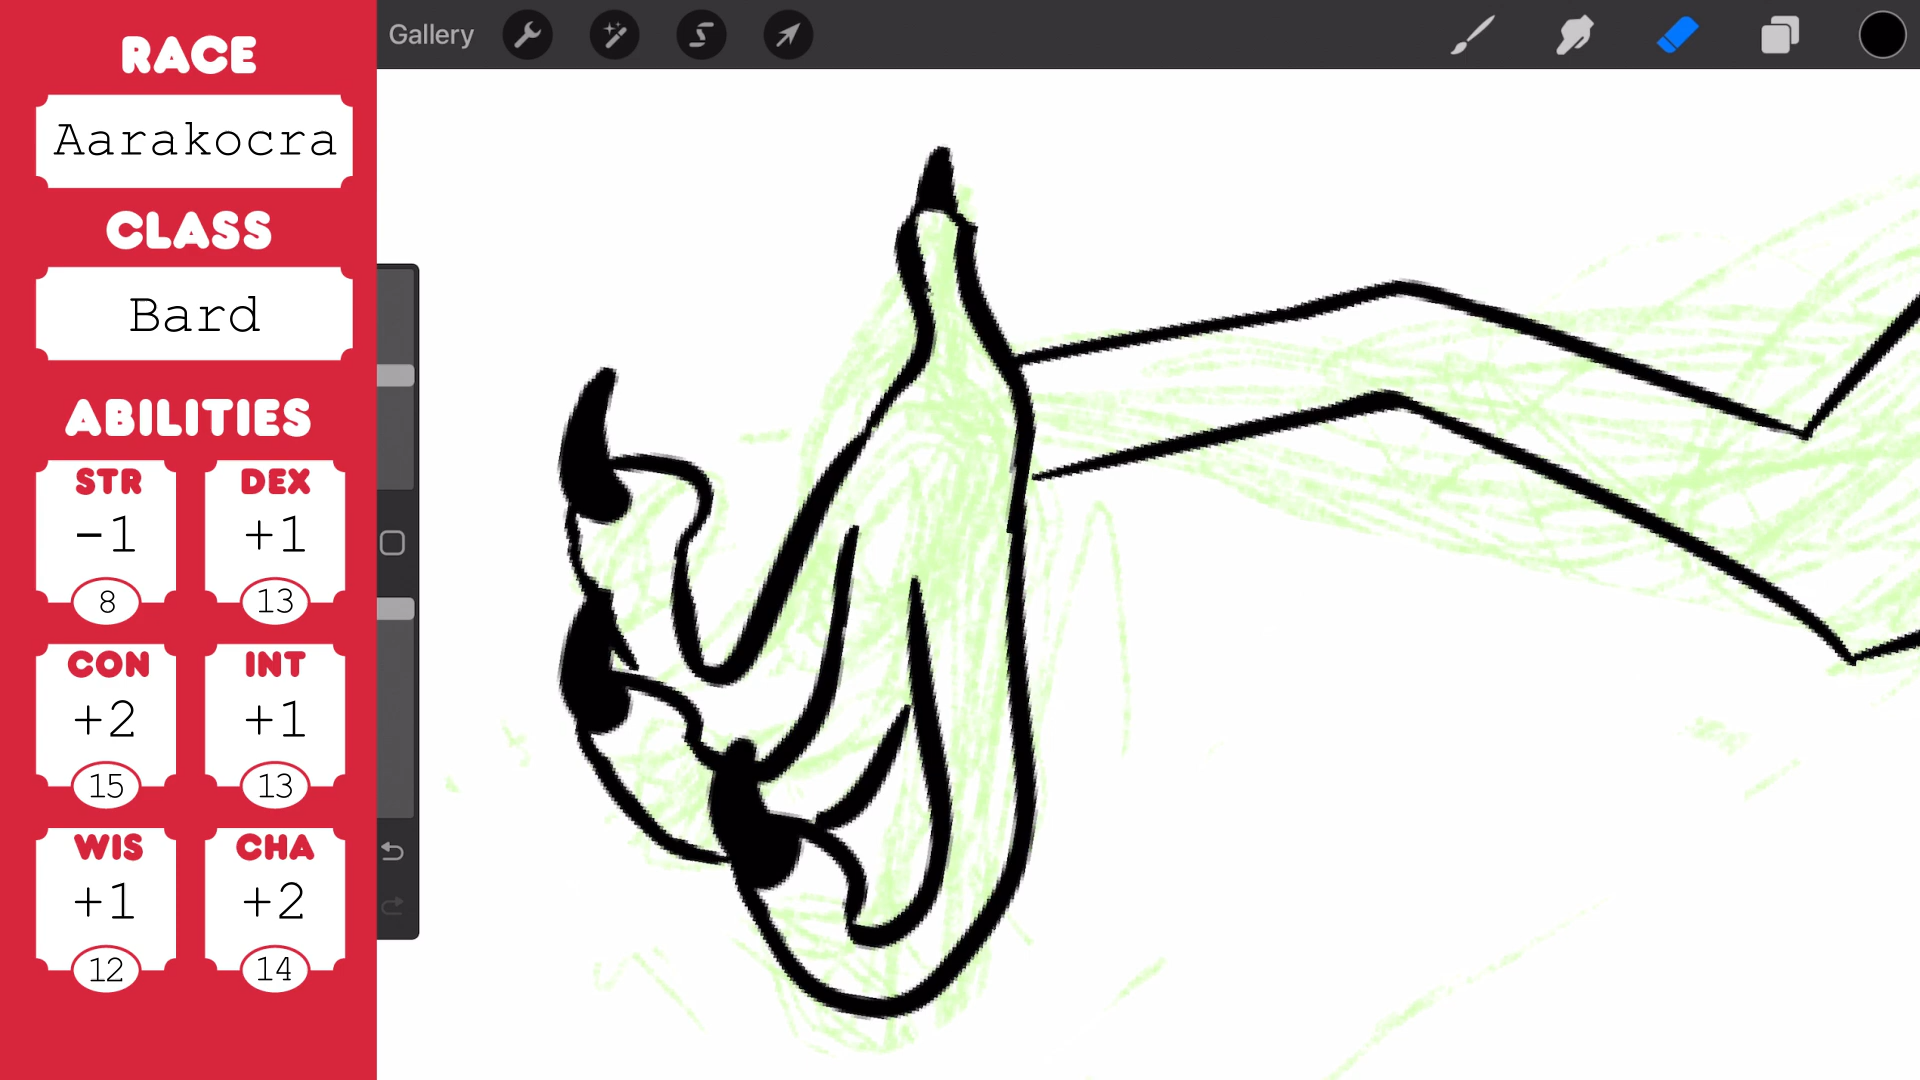 RACE
Aarakocra
CLASS
Bard
ABILITIES
STR DEX
-1 +1
8 13
CON INT
+2 +1
15 13
WIS CHA
+1 +2
12 14
Gallery